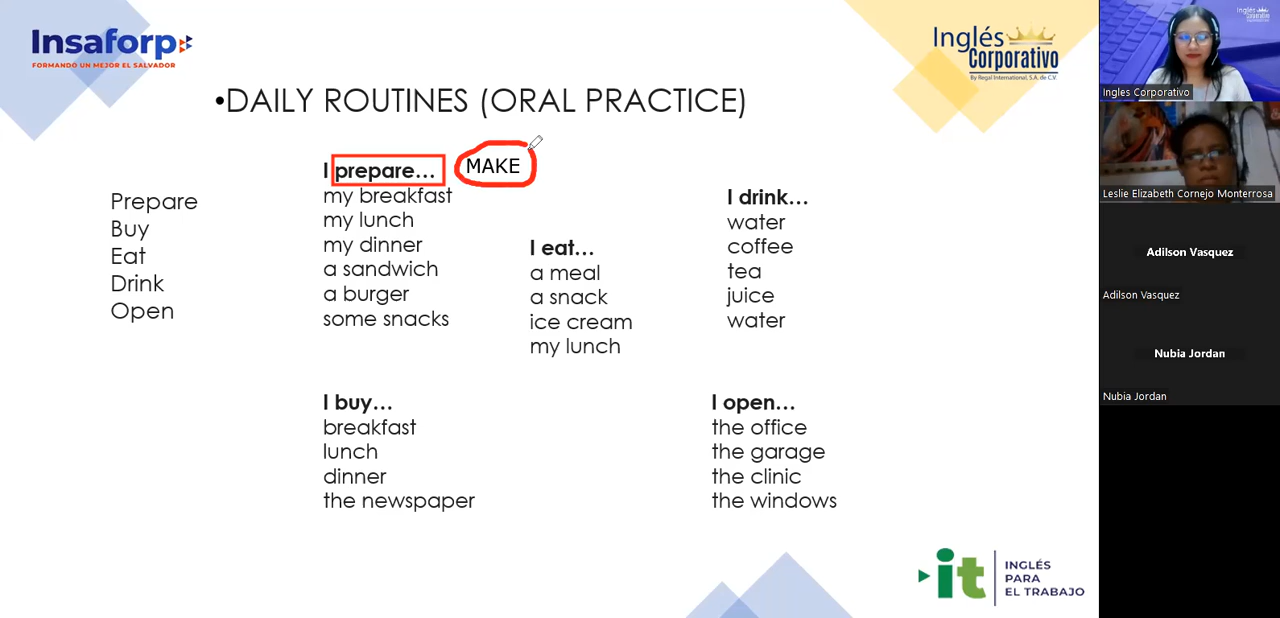 Insaforp
FORMANDO UN MEJOR EL SALVADOR
Inglés
Corporativo
By Regal International, S.A. de C.V.
•DAILY ROUTINES (ORAL PRACTICE)
Prepare
Buy
Eat
Drink
Open
I prepare...
MAKE
my breakfast
my lunch
my dinner
a sandwich
a burger
some snacks
I eat...
a meal
a snack
ice cream
my lunch
I drink...
water
coffee
tea
juice
water
I buy...
breakfast
lunch
dinner
the newspaper
I open...
the office
the garage
the clinic
the windows
it
INGLÉS
PARA
EL TRABAJO
Inglés
Corporativo
Ingles Corporativo
Leslie Elizabeth Cornejo Monterrosa
Adilson Vasquez
Adilson Vasquez
Nubia Jordan
Nubia Jordan